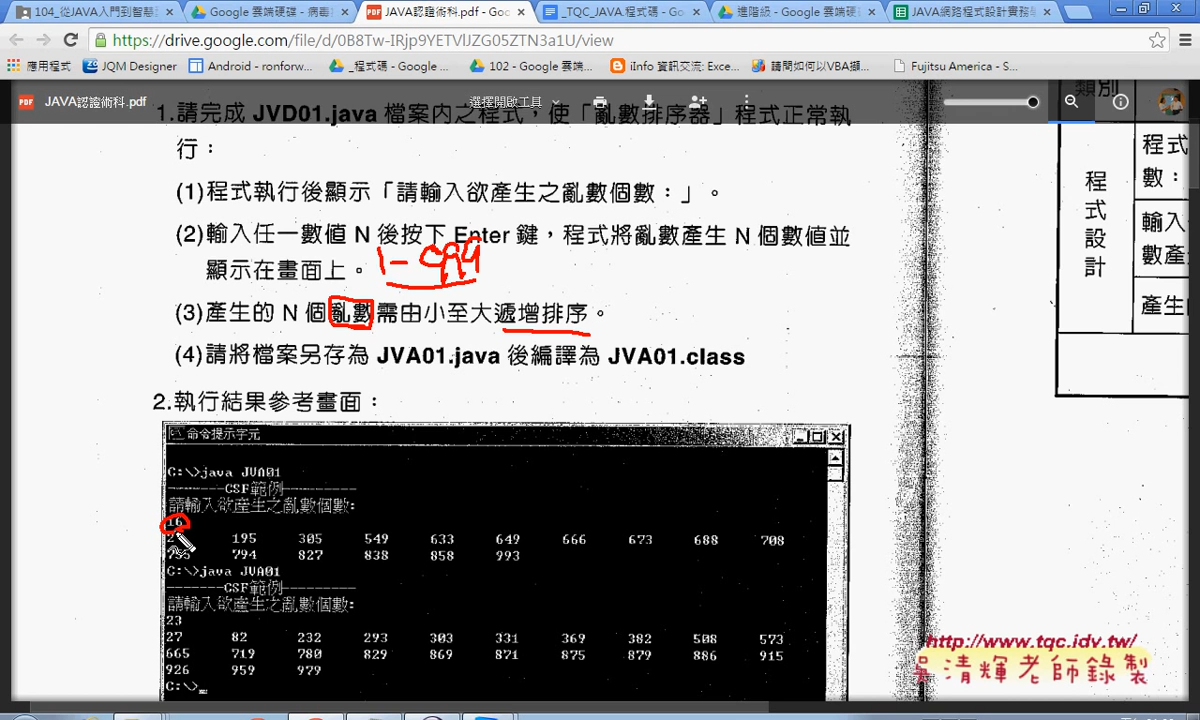 104_從JAVA入門到智慧
Google 雲端硬碟 - 病毒
JAVA認證術科.pdf - Go
_TQC_JAVA.程式碼 - G
進階級 - Google 雲端硬
JAVA網路程式設計實務
https://drive.google.com/file/d/0B8Tw-IRjp9YETVlJZG05ZTN3a1U/view
應用程式
JQM Designer
Android - ronforw...
_程式碼 - Google ...
102 - Google 雲端...
iInfo 資訊交流: Exce...
請問如何以VBA擷...
Fujitsu America - S...
PDF JAVA認證術科.pdf
選擇開啟工具
1.請完成 JVD01.java 檔案內之程式，使「亂數排序器」程式正常執
行：
(1)程式執行後顯示「請輸入欲產生之亂數個數：」。
(2)輸入任一數值 N 後按下 Enter 鍵，程式將亂數產生 N 個數值並
顯示在畫面上。
1-999
(3)產生的 N 個亂數需由小至大遞增排序。
(4)請將檔案另存為 JVA01.java 後編譯為 JVA01.class
2.執行結果參考畫面：
命令提示字元
C:\>java JVA01
-------CSF範例---------
請輸入欲產生之亂數個數:
16
195 305 549 633 649 666 673 688 708
794 827 838 858 993
C:\>java JVA01
-------CSF範例---------
請輸入欲產生之亂數個數:
23
27 82 232 293 303 331 369 382 508 573
665 719 780 829 869 871 875 879 886 915
926 959 979
C:\>_
類別
程式設計
程式
數：
輸入
數產
產生
http://www.tqc.idv.tw/
吳清輝老師錄製